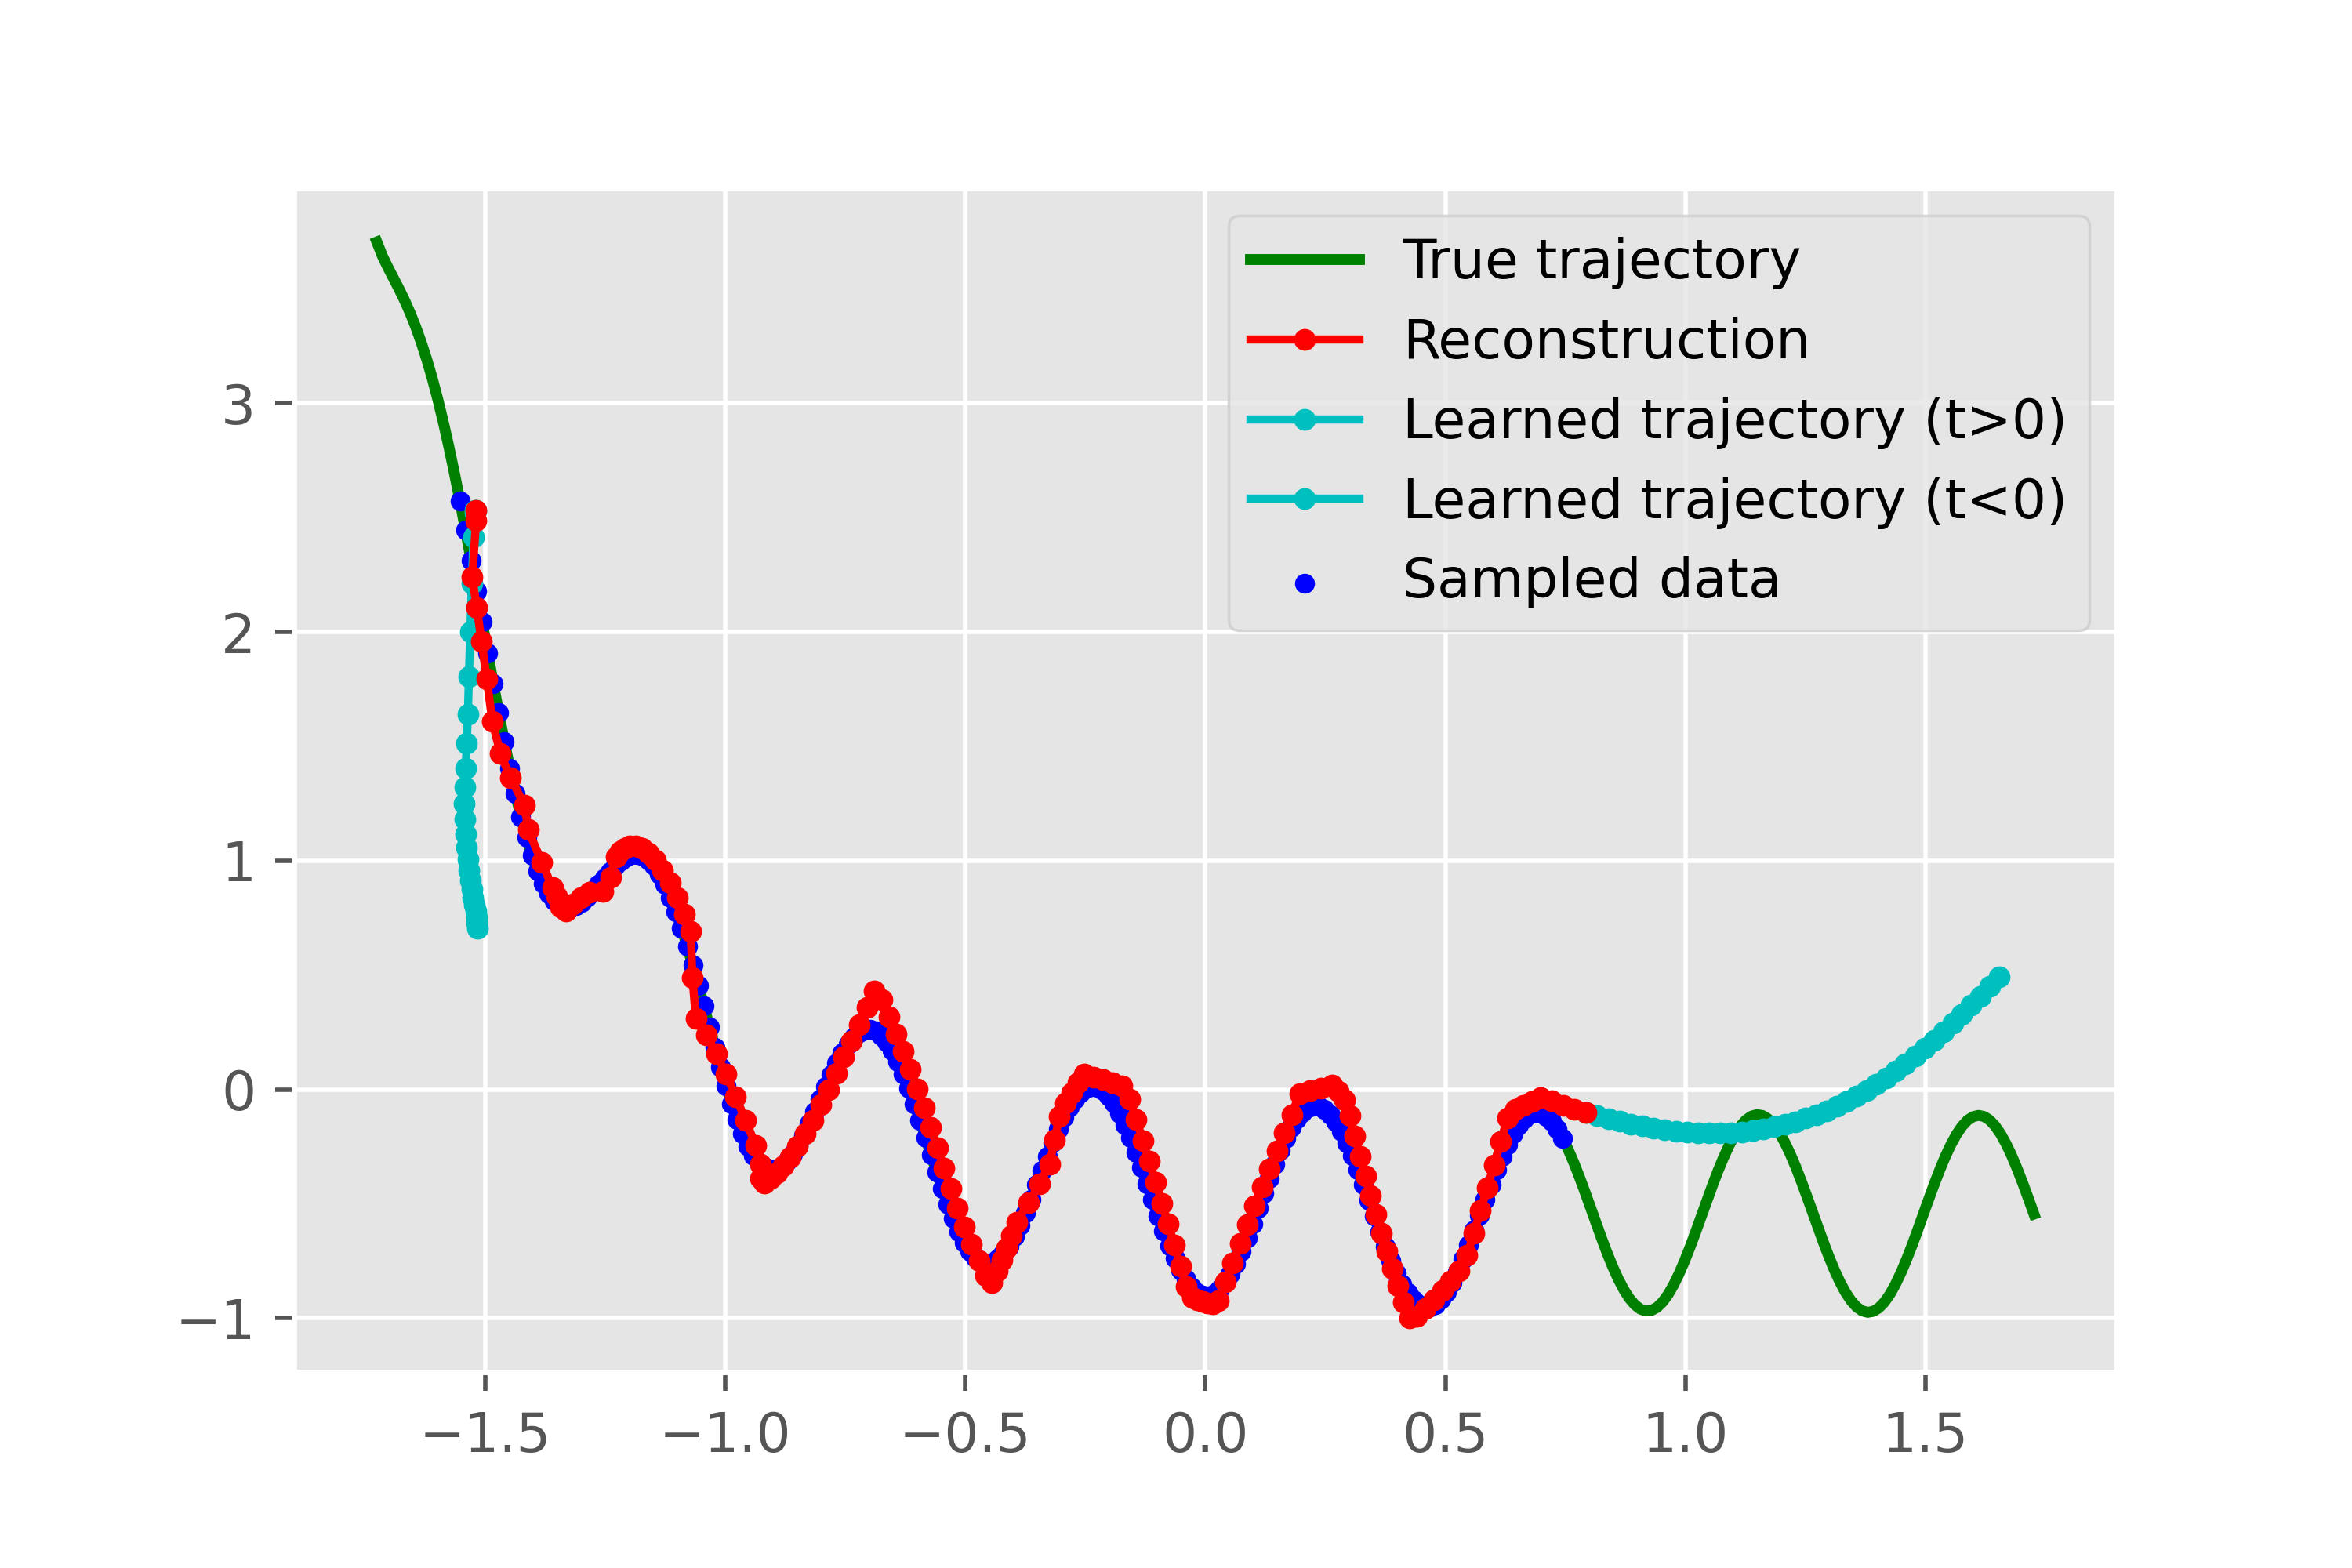 True trajectory
Reconstruction
Learned trajectory (t>0)
Learned trajectory (t<0)
Sampled data
3
2
1
0
−1
−1.5 −1.0 −0.5 0.0 0.5 1.0 1.5